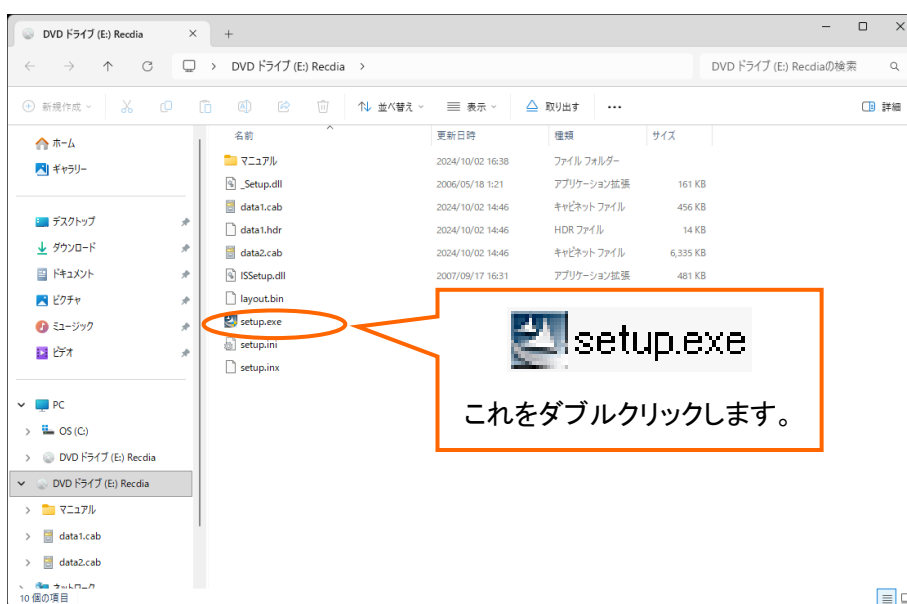 DVD ドライブ (E:) Recdia
DVD ドライブ (E:) Recdia
DVD ドライブ (E:) Recdiaの検索
新規作成
並べ替え
表示
取り出す
詳細
名前 更新日時 種類 サイズ
マニュアル 2024/10/02 16:38 ファイル フォルダー
_Setup.dll 2006/05/18 1:21 アプリケーション拡張 161 KB
data1.cab 2024/10/02 14:46 キャビネット ファイル 456 KB
data1.hdr 2024/10/02 14:46 HDR ファイル 14 KB
data2.cab 2024/10/02 14:46 キャビネット ファイル 6,335 KB
ISSetup.dll 2007/09/17 16:31 アプリケーション拡張 481 KB
layout.bin
setup.exe
setup.ini
setup.inx
setup.exe
これをダブルクリックします。
ホーム
ギャラリー
デスクトップ
ダウンロード
ドキュメント
ピクチャ
ミュージック
ビデオ
PC
OS (C:)
DVD ドライブ (E:) Recdia
DVD ドライブ (E:) Recdia
マニュアル
data1.cab
data2.cab
10 個の項目